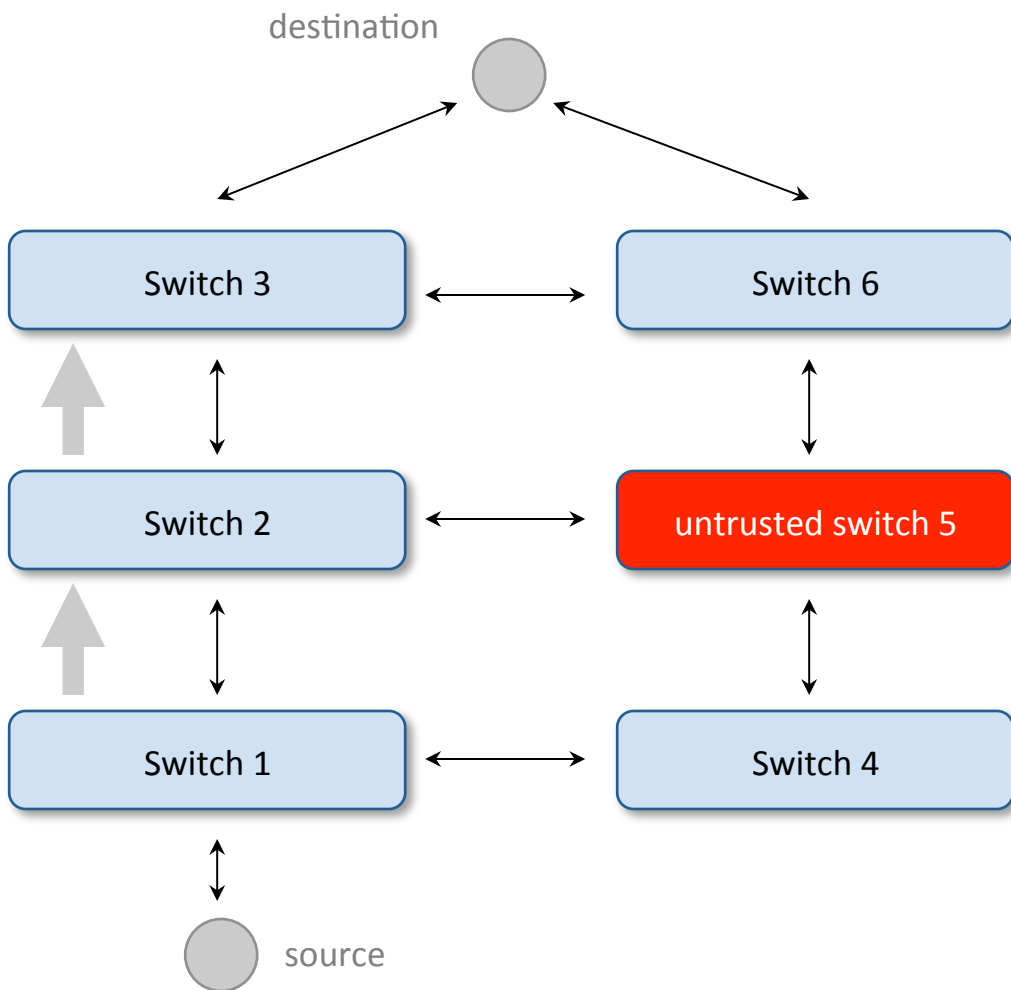 destination
Switch 3
Switch 6
Switch 2
untrusted switch 5
Switch 1
Switch 4
source